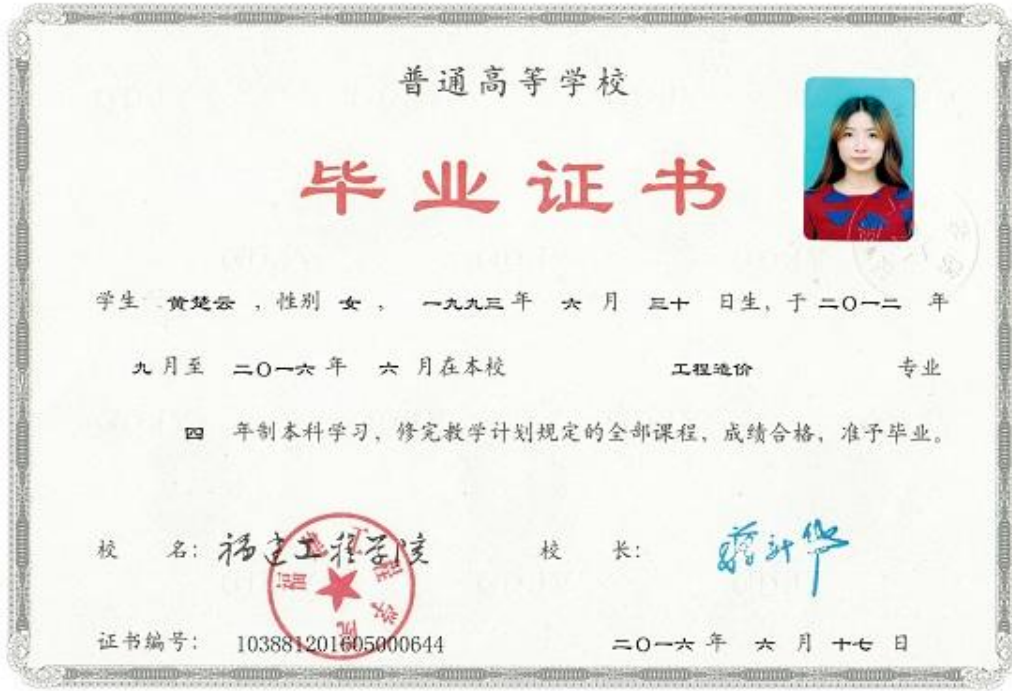 普通高等学校
毕业证书
学生 黄楚云 ，性别 女 ， 一九九三 年 六 月 三十 日生，于 二〇一二 年
九 月至 二〇一六 年 六 月在本校 工程造价 专业
四 年制本科学习，修完教学计划规定的全部课程，成绩合格，准予毕业。
校 名：福建工程学院 校 长：
证书编号： 103881201605000644 二〇一六 年 六 月 十七 日